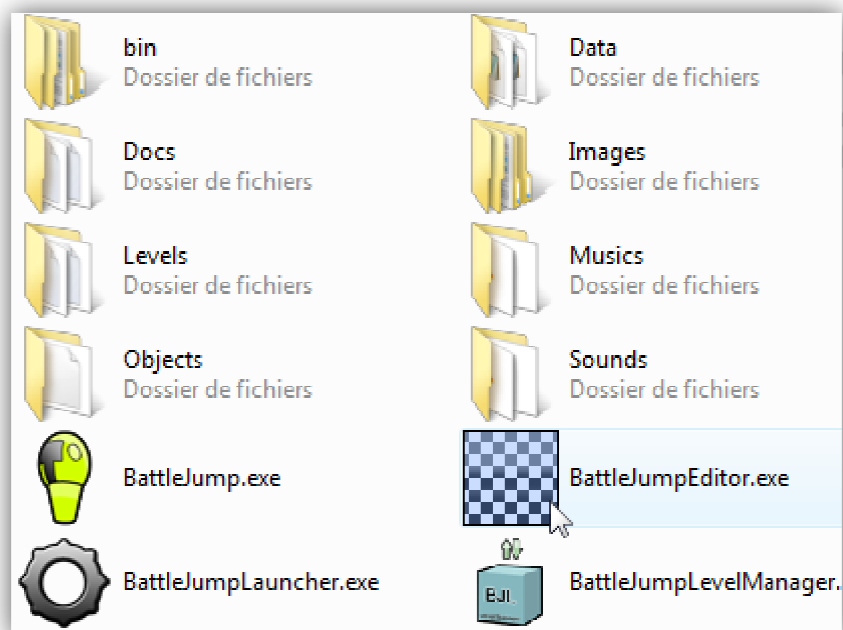 bin
Dossier de fichiers
Data
Dossier de fichiers
Docs
Dossier de fichiers
Images
Dossier de fichiers
Levels
Dossier de fichiers
Musics
Dossier de fichiers
Objects
Dossier de fichiers
Sounds
Dossier de fichiers
BattleJump.exe
BattleJumpEditor.exe
BattleJumpLauncher.exe
BJL
BattleJumpLevelManager.